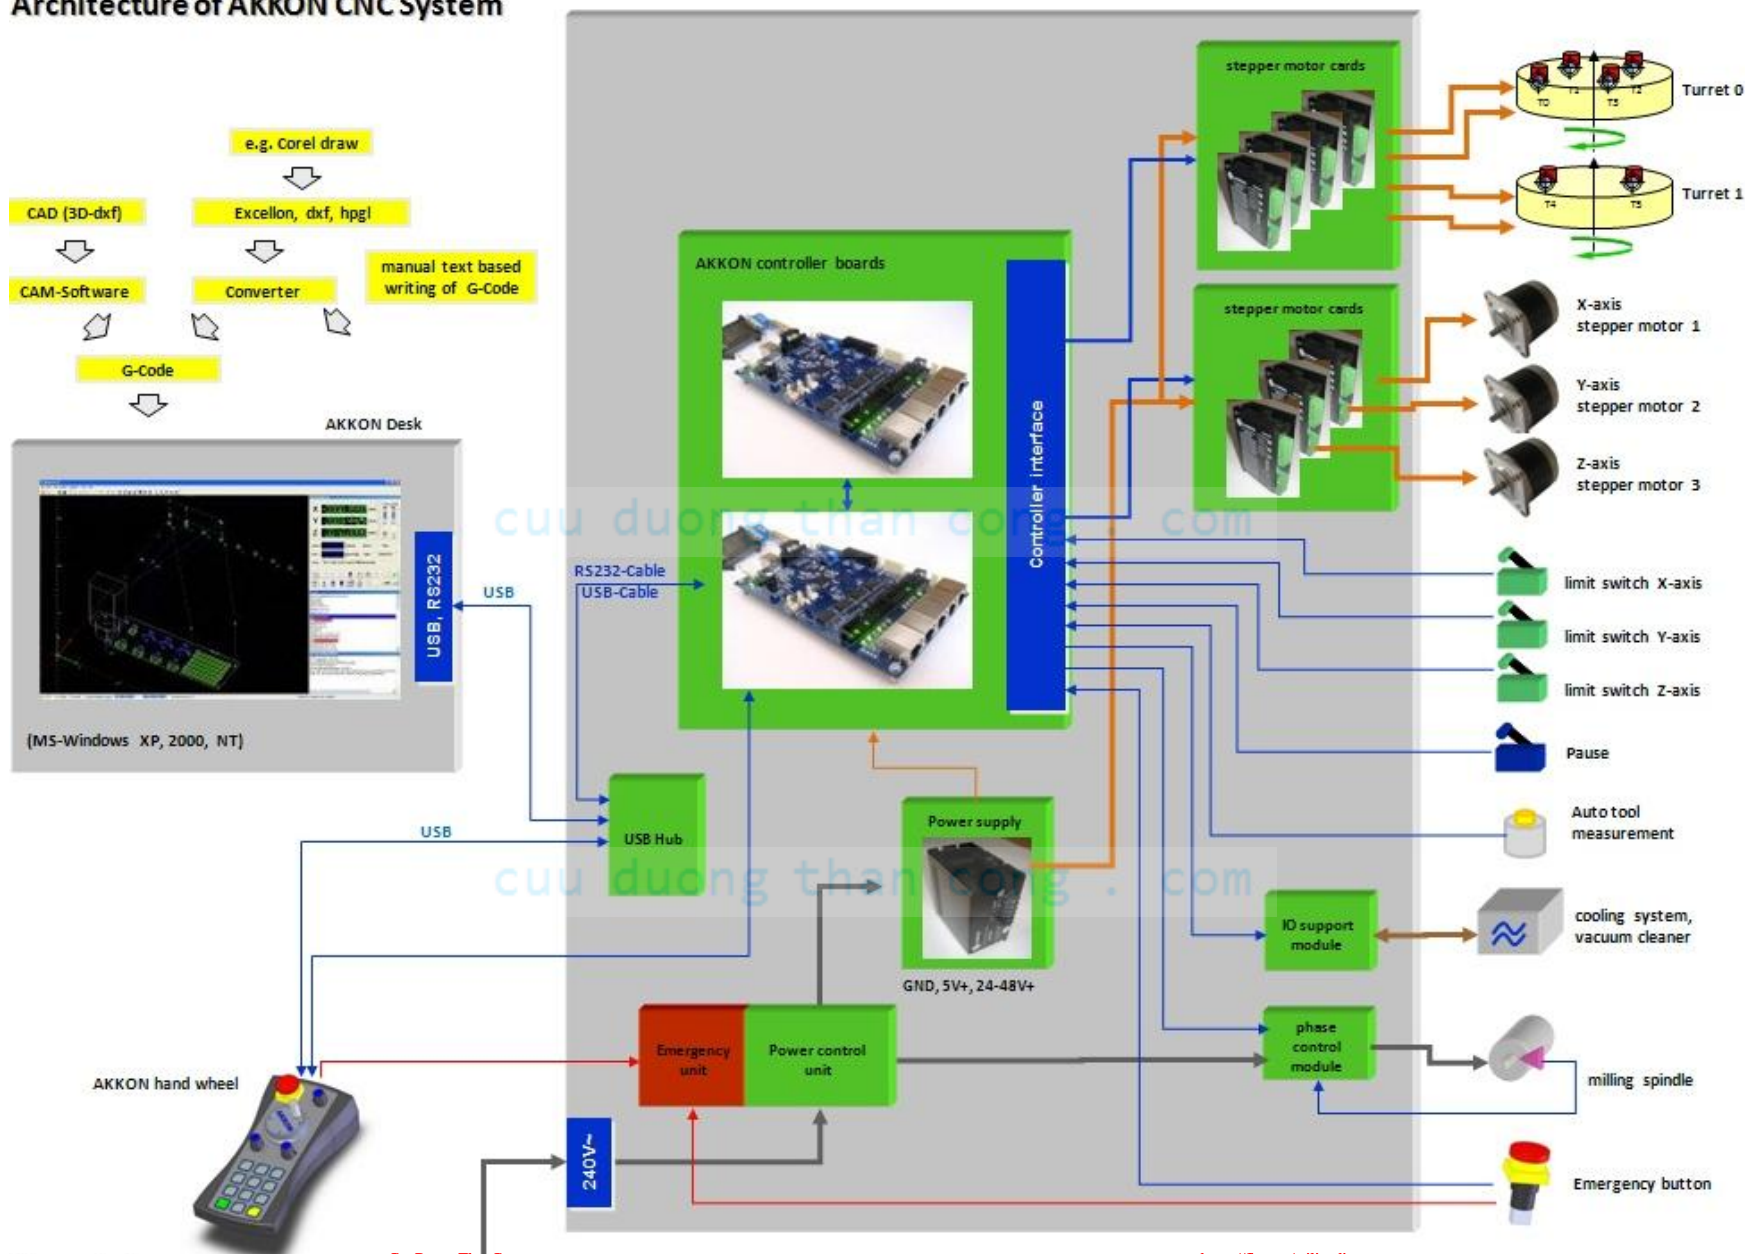 Architecture of AKKON CNC System
e.g. Corel draw
CAD (3D-dxf)
Excellon, dxf, hpgl
CAM-Software
Converter
manual text based
writing of G-Code
G-Code
AKKON Desk
USB, RS232
(MS-Windows XP, 2000, NT)
USB
USB
AKKON hand wheel
AKKON controller boards
Controller interface
RS232-Cable
USB-Cable
USB Hub
Power supply
GND, 5V+, 24-48V+
Emergency
unit
Power control
unit
240V~
stepper motor cards
stepper motor cards
IO support
module
phase
control
module
T0
T1
T3
T2
Turret 0
T4
T5
Turret 1
X-axis
stepper motor 1
Y-axis
stepper motor 2
Z-axis
stepper motor 3
limit switch X-axis
limit switch Y-axis
limit switch Z-axis
Pause
Auto tool
measurement
cooling system,
vacuum cleaner
milling spindle
Emergency button
cuu duong than cong . com
cuu duong than cong . com